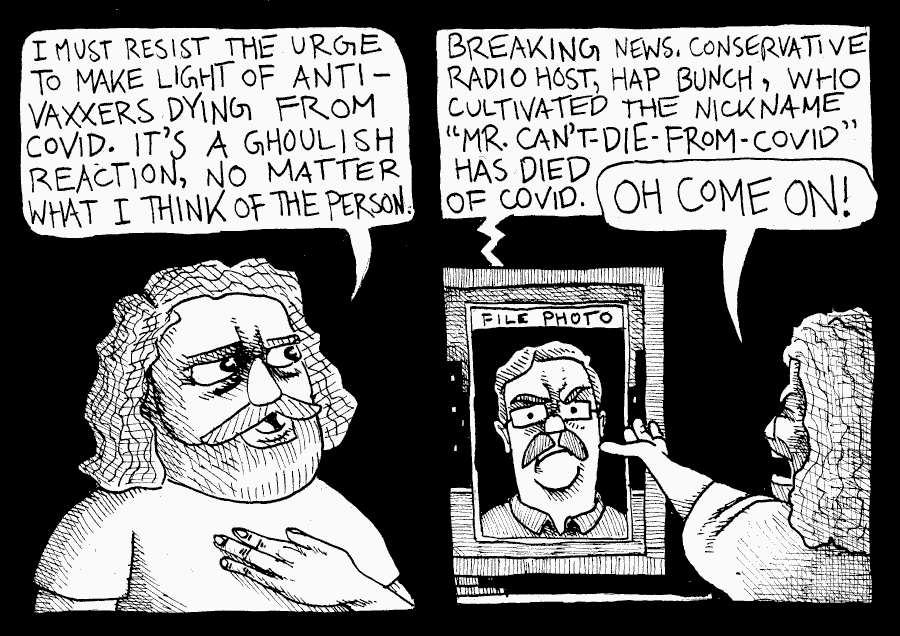 I MUST RESIST THE URGE
TO MAKE LIGHT OF ANTI-
VAXXERS DYING FROM
COVID. IT'S A GHOULISH
REACTION, NO MATTER
WHAT I THINK OF THE PERSON.
BREAKING NEWS. CONSERVATIVE
RADIO HOST, HAP BUNCH, WHO
CULTIVATED THE NICKNAME
"MR. CAN'T-DIE-FROM-COVID"
HAS DIED
OF COVID.
OH COME ON!
FILE PHOTO